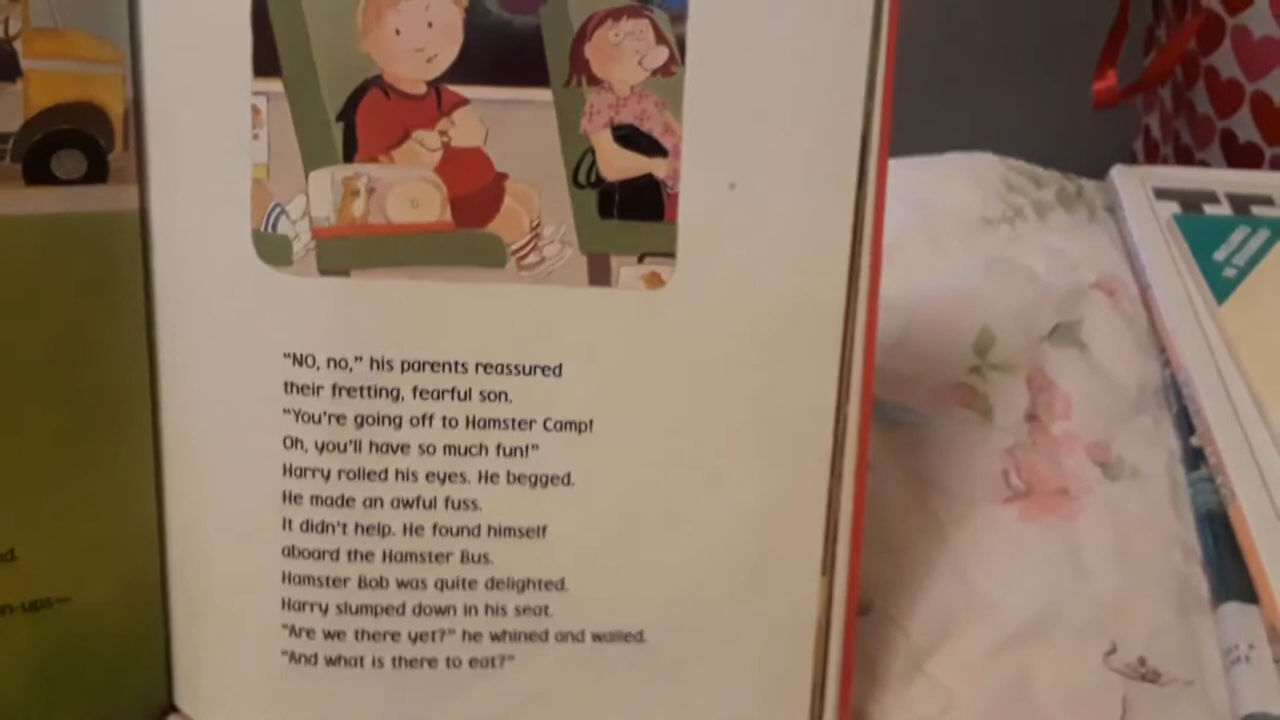 "NO, no," his parents reassured
their fretting, fearful son.
"You're going off to Hamster Camp!
Oh, you'll have so much fun!"
Harry rolled his eyes. He begged.
He made an awful fuss.
It didn't help. He found himself
aboard the Hamster Bus.
Hamster Bob was quite delighted.
Harry slumped down in his seat.
"Are we there yet?" he whined and wailed.
"And what is there to eat?"